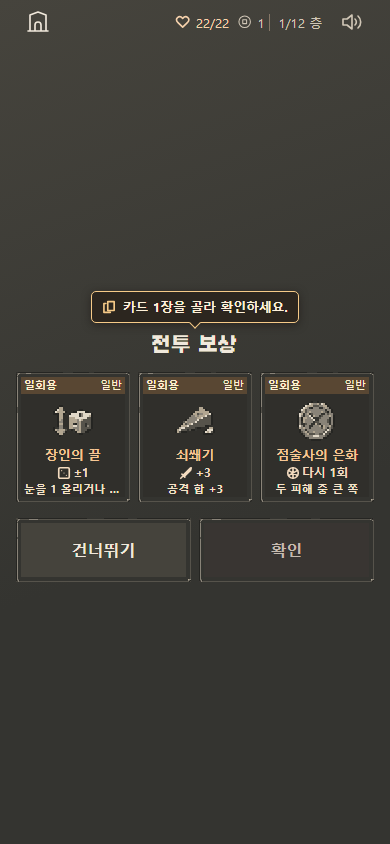 22/22 1 1/12 층
카드 1장을 골라 확인하세요.
전투 보상
일회용 일반
장인의 끌
±1
눈을 1 올리거나 ...
일회용 일반
쇠쐐기
+3
공격 합 +3
일회용 일반
점술사의 은화
다시 1회
두 피해 중 큰 쪽
건너뛰기
확인